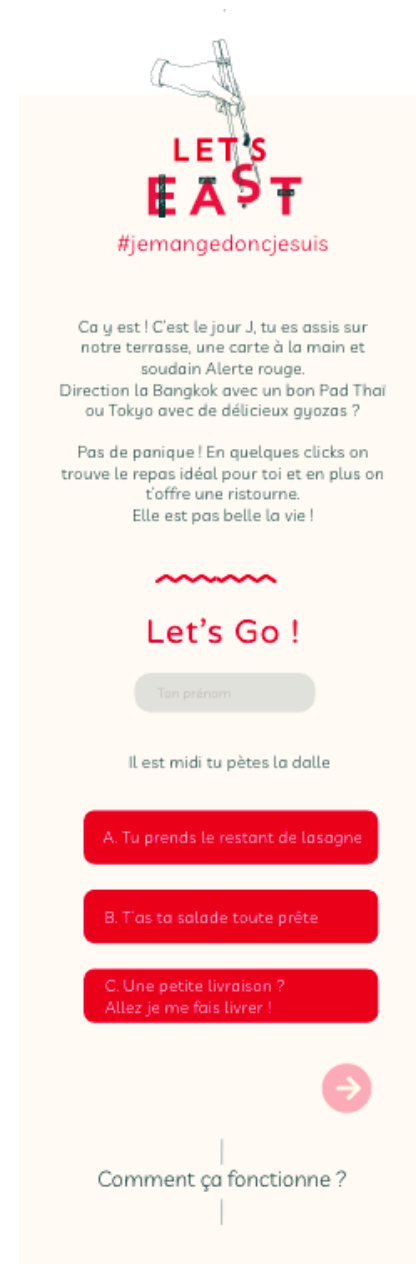 LET'S
EAST
#jemangedoncjesuis
Ca y est ! C'est le jour J, tu es assis sur
notre terrasse, une carte à la main et
soudain Alerte rouge.
Direction la Bangkok avec un bon Pad Thaï
ou Tokyo avec de délicieux gyozas ?
Pas de panique ! En quelques clicks on
trouve le repas idéal pour toi et en plus on
t'offre une ristourne.
Elle est pas belle la vie !
Let's Go !
Ton prénom
Il est midi tu pètes la dalle
A. Tu prends le restant de lasagne
B. T'as ta salade toute prête
C. Une petite livraison ?
Allez je me fais livrer !
Comment ça fonctionne ?